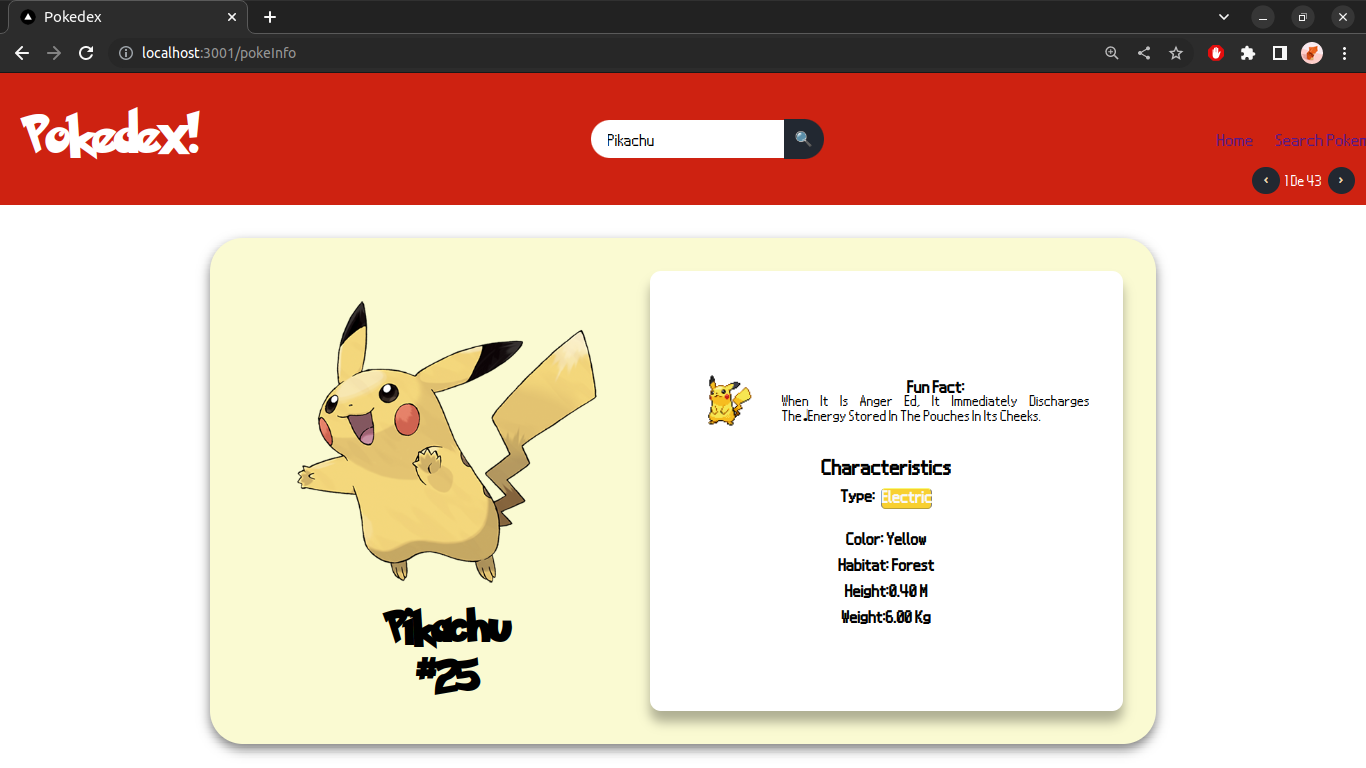 Pokedex
localhost:3001/pokeInfo
Pokedex!
Pikachu
Home Search Pokem
1 De 43
Fun Fact:
When It Is Anger Ed, It Immediately Discharges
The Energy Stored In The Pouches In Its Cheeks.
Characteristics
Type: Electric
Color: Yellow
Habitat: Forest
Height:0.40 M
Weight:6.00 Kg
Pikachu
#25